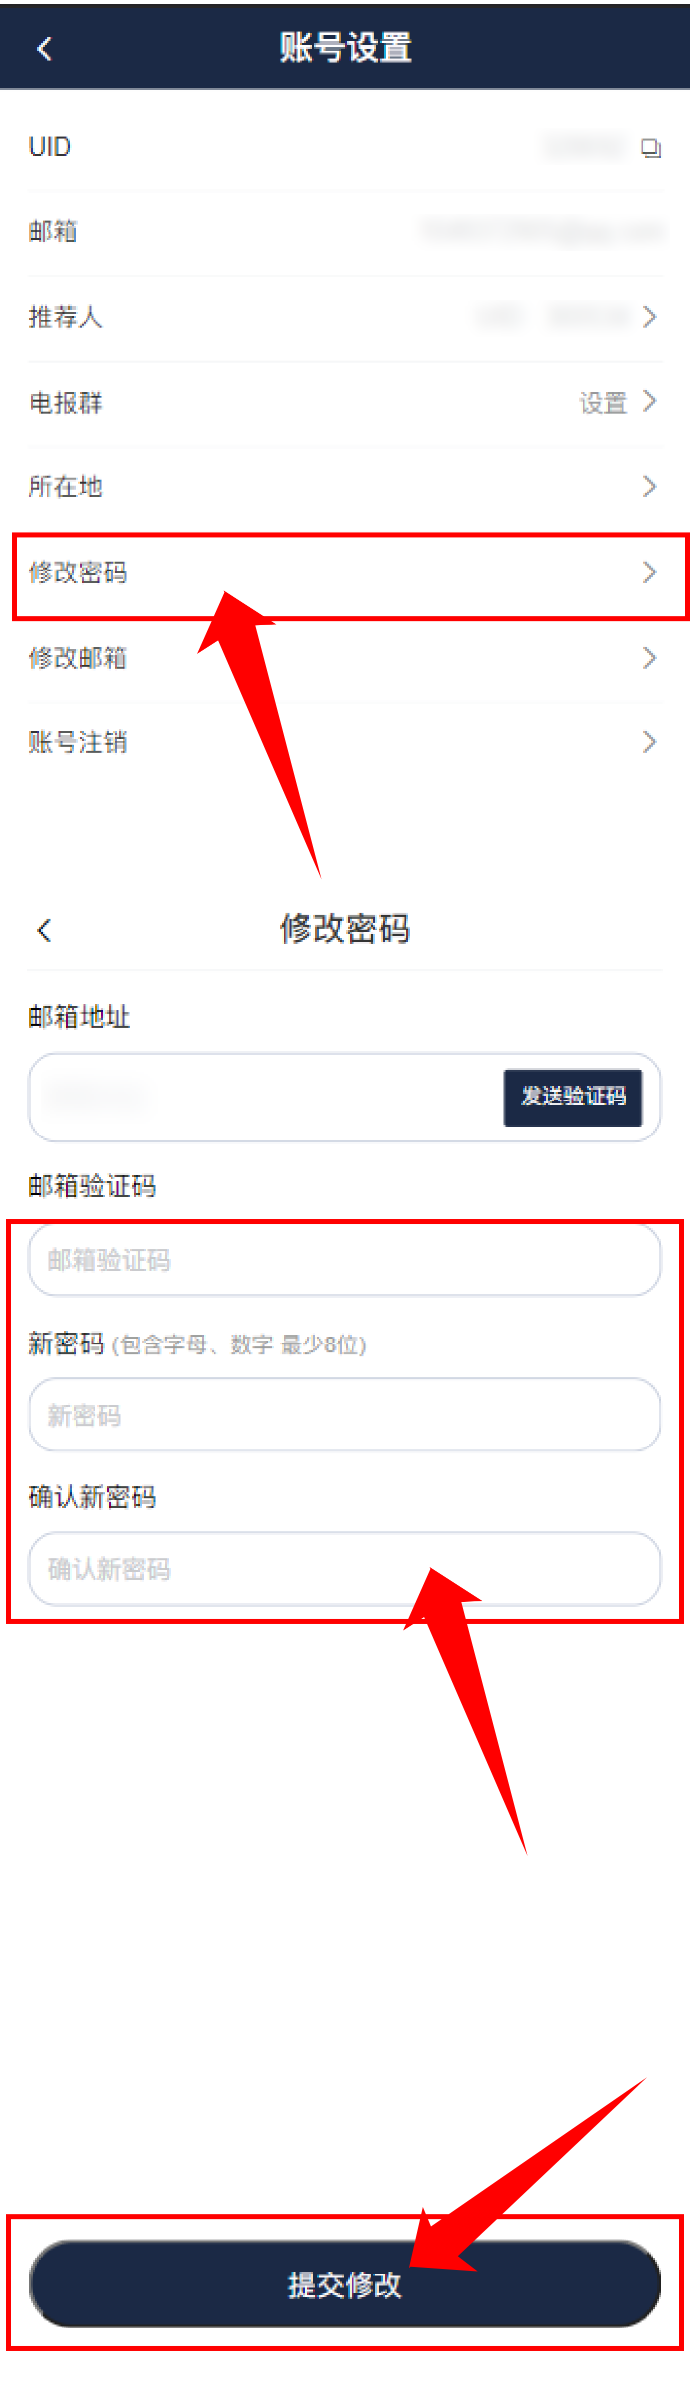 账号设置
UID
邮箱
推荐人
电报群 设置
所在地
修改密码
修改邮箱
账号注销
修改密码
邮箱地址
发送验证码
邮箱验证码
邮箱验证码
新密码 (包含字母、数字 最少8位)
新密码
确认新密码
确认新密码
提交修改